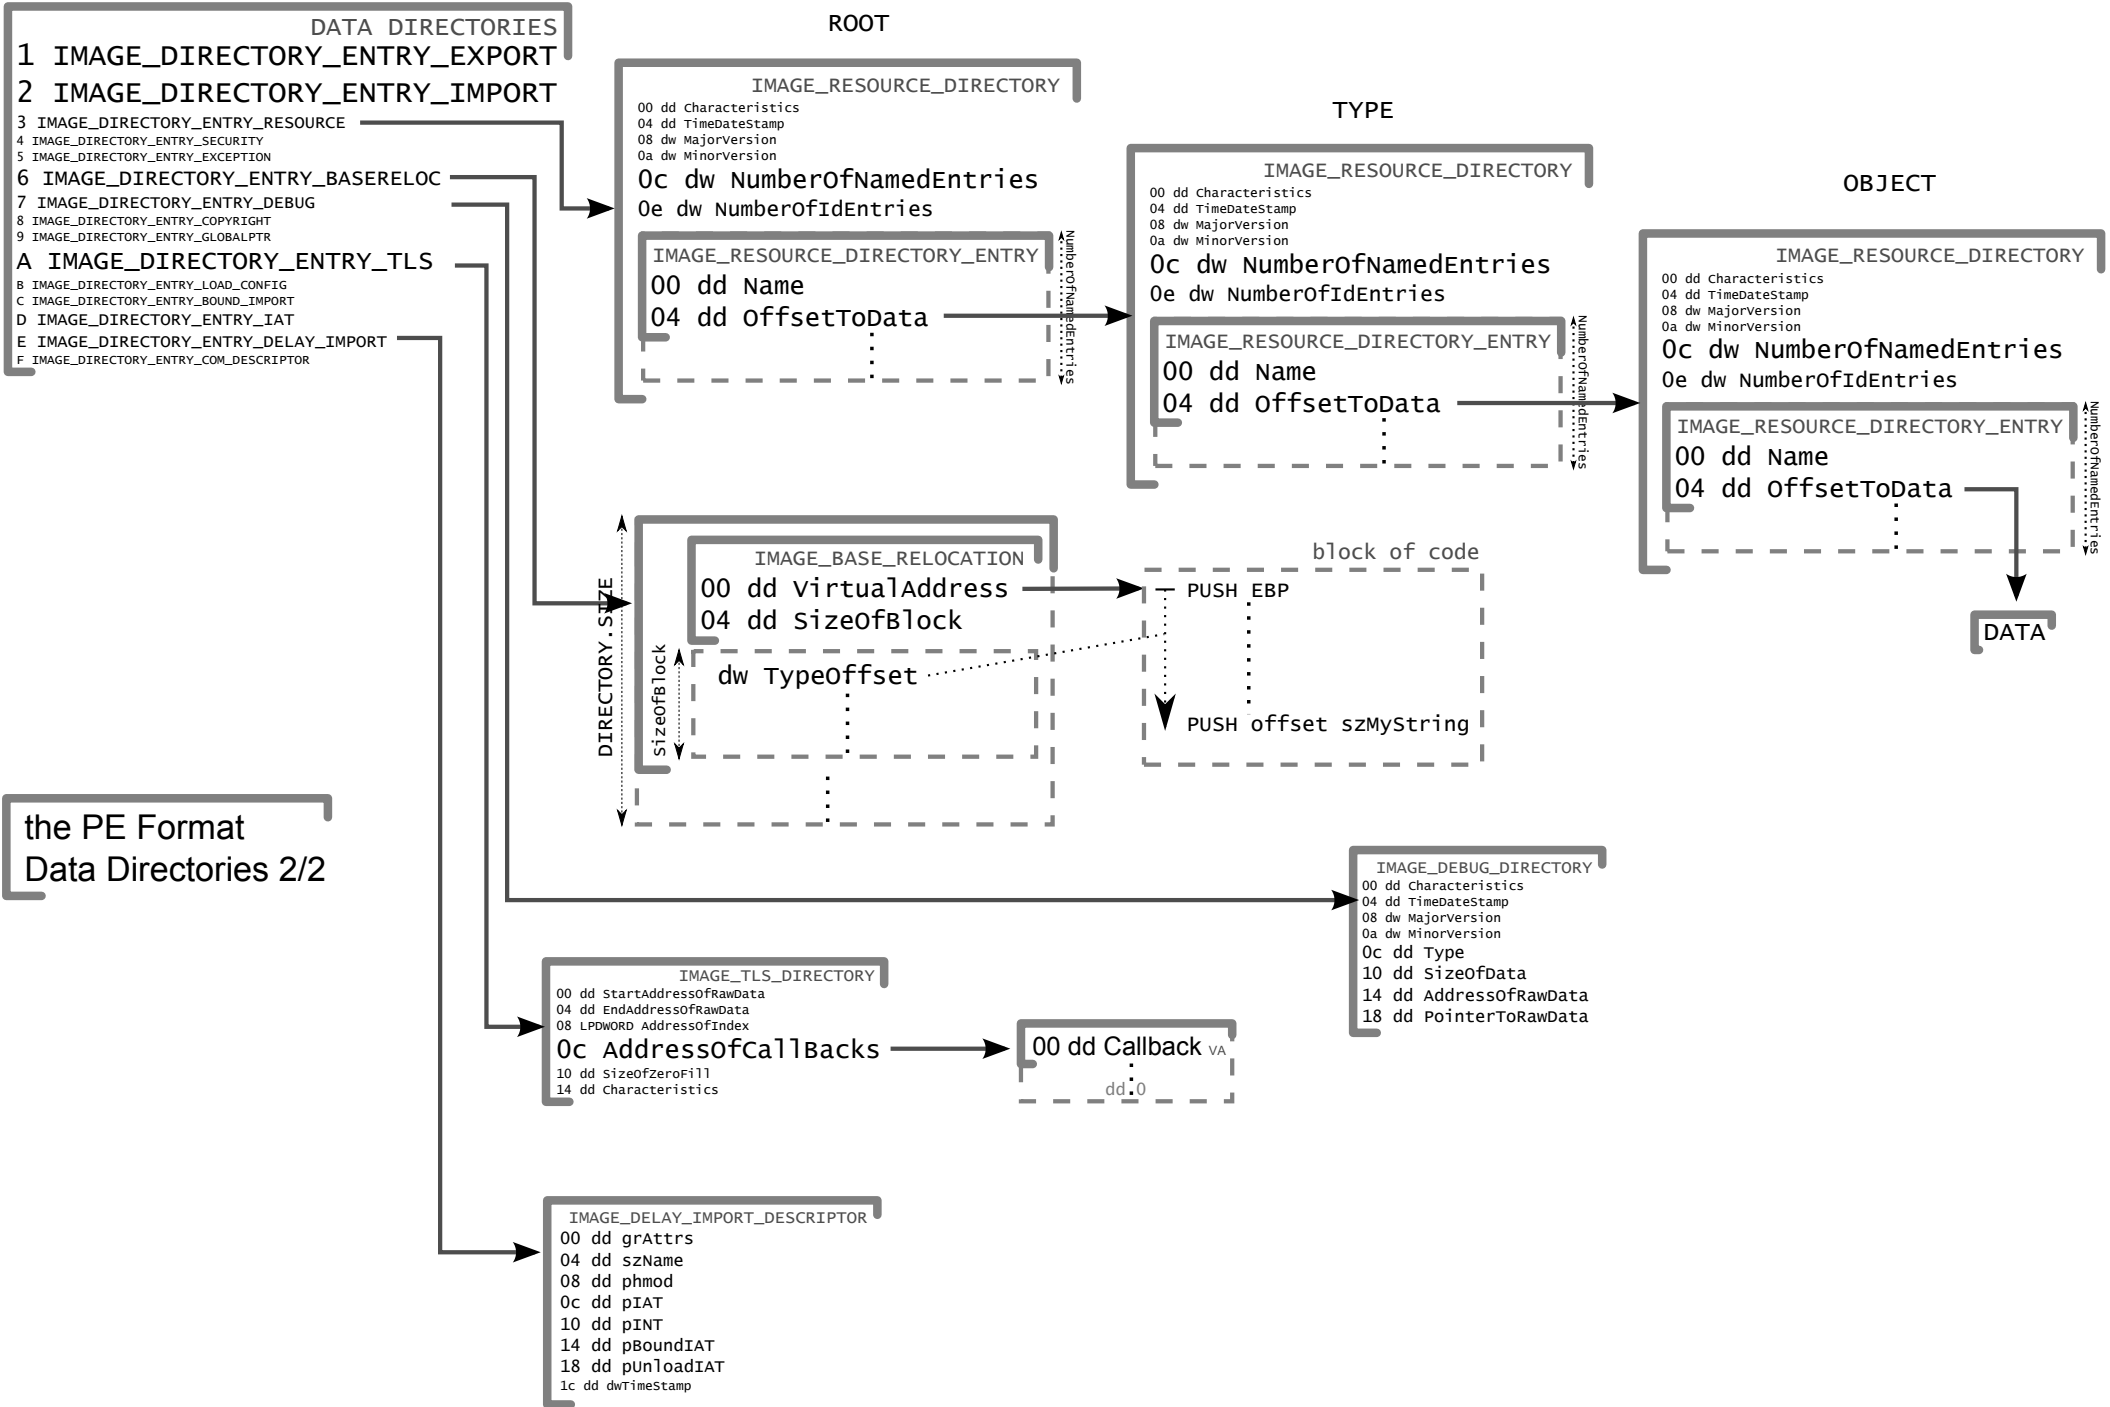 DATA DIRECTORIES
1 IMAGE_DIRECTORY_ENTRY_EXPORT
2 IMAGE_DIRECTORY_ENTRY_IMPORT
3 IMAGE_DIRECTORY_ENTRY_RESOURCE
4 IMAGE_DIRECTORY_ENTRY_SECURITY
5 IMAGE_DIRECTORY_ENTRY_EXCEPTION
6 IMAGE_DIRECTORY_ENTRY_BASERELOC
7 IMAGE_DIRECTORY_ENTRY_DEBUG
8 IMAGE_DIRECTORY_ENTRY_COPYRIGHT
9 IMAGE_DIRECTORY_ENTRY_GLOBALPTR
A IMAGE_DIRECTORY_ENTRY_TLS
B IMAGE_DIRECTORY_ENTRY_LOAD_CONFIG
C IMAGE_DIRECTORY_ENTRY_BOUND_IMPORT
D IMAGE_DIRECTORY_ENTRY_IAT
E IMAGE_DIRECTORY_ENTRY_DELAY_IMPORT
F IMAGE_DIRECTORY_ENTRY_COM_DESCRIPTOR
ROOT
IMAGE_RESOURCE_DIRECTORY
00 dd Characteristics
04 dd TimeDateStamp
08 dw MajorVersion
0a dw MinorVersion
0c dw NumberOfNamedEntries
0e dw NumberOfIdEntries
IMAGE_RESOURCE_DIRECTORY_ENTRY
00 dd Name
04 dd OffsetToData
NumberOfNamedEntries
TYPE
IMAGE_RESOURCE_DIRECTORY
00 dd Characteristics
04 dd TimeDateStamp
08 dw MajorVersion
0a dw MinorVersion
0c dw NumberOfNamedEntries
0e dw NumberOfIdEntries
IMAGE_RESOURCE_DIRECTORY_ENTRY
00 dd Name
04 dd OffsetToData
NumberOfNamedEntries
OBJECT
IMAGE_RESOURCE_DIRECTORY
00 dd Characteristics
04 dd TimeDateStamp
08 dw MajorVersion
0a dw MinorVersion
0c dw NumberOfNamedEntries
0e dw NumberOfIdEntries
IMAGE_RESOURCE_DIRECTORY_ENTRY
00 dd Name
04 dd OffsetToData
NumberOfNamedEntries
DATA
DIRECTORY.SIZE
SizeOfBlock
IMAGE_BASE_RELOCATION
00 dd VirtualAddress
04 dd SizeOfBlock
dw TypeOffset
block of code
PUSH EBP
PUSH offset szMyString
the PE Format
Data Directories 2/2
IMAGE_DEBUG_DIRECTORY
00 dd Characteristics
04 dd TimeDateStamp
08 dw MajorVersion
0a dw MinorVersion
0c dd Type
10 dd SizeOfData
14 dd AddressOfRawData
18 dd PointerToRawData
IMAGE_TLS_DIRECTORY
00 dd StartAddressOfRawData
04 dd EndAddressOfRawData
08 LPDWORD AddressOfIndex
0c AddressOfCallBacks
10 dd SizeOfZeroFill
14 dd Characteristics
00 dd Callback VA
dd 0
IMAGE_DELAY_IMPORT_DESCRIPTOR
00 dd grAttrs
04 dd szName
08 dd phmod
0c dd pIAT
10 dd pINT
14 dd pBoundIAT
18 dd pUnloadIAT
1c dd dwTimeStamp